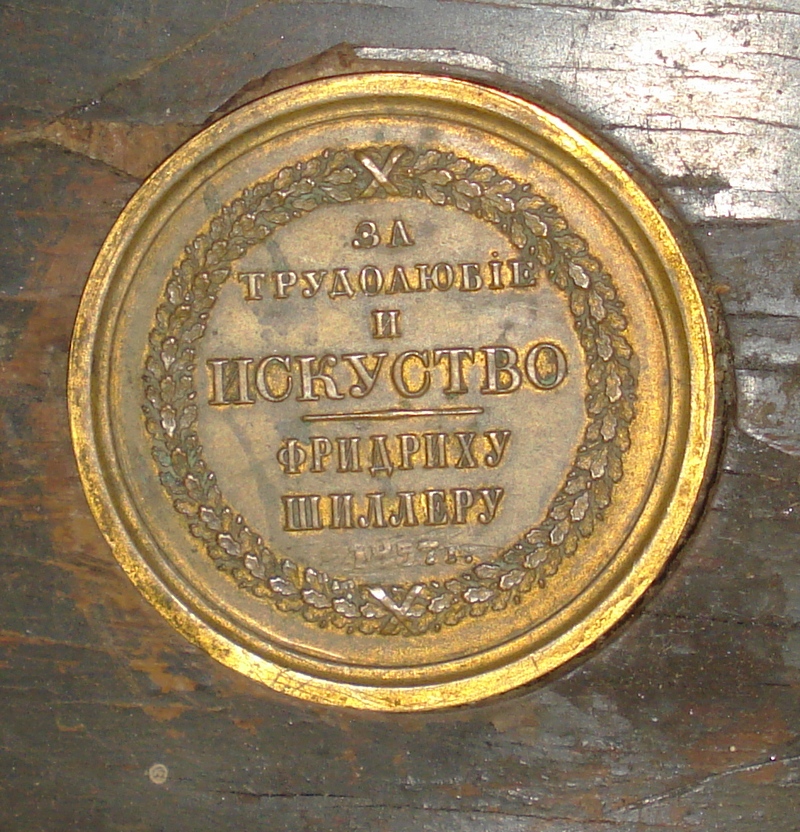 ЗА
ТРУДОЛЮБІЕ
И
ИСКУСТВО
ФРИДРИХУ
ШИЛЛЕРУ